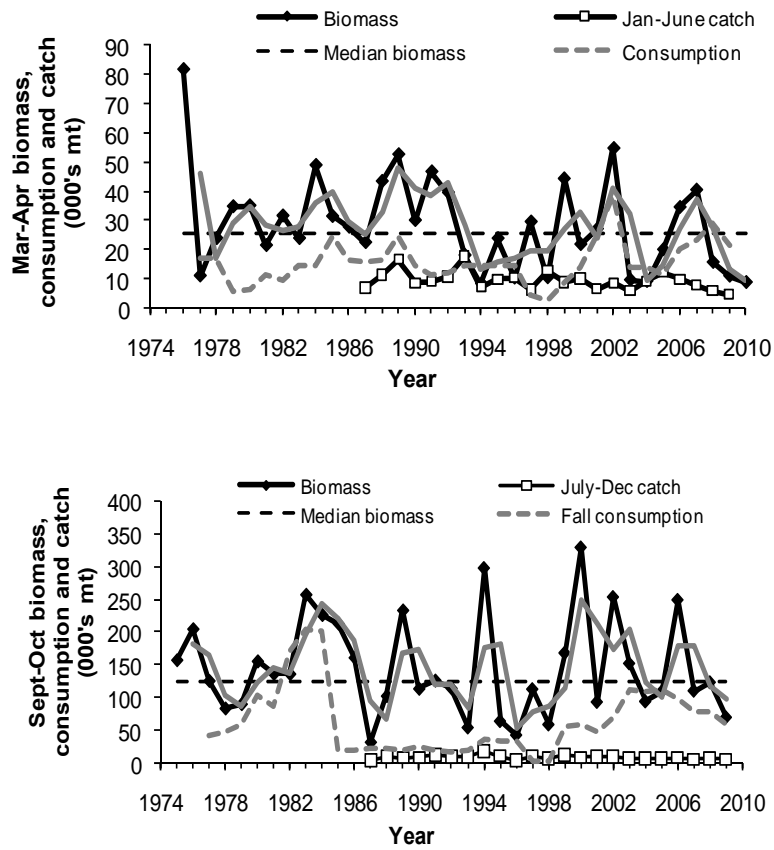 Biomass
Jan-June catch
Median biomass
Consumption
Mar-Apr biomass,
consumption and catch
(000's mt)
90
80
70
60
50
40
30
20
10
0
1974 1978 1982 1986 1990 1994 1998 2002 2006 2010
Year
Biomass
July-Dec catch
Median biomass
Fall consumption
Sept-Oct biomass,
consumption and catch
(000's mt)
400
350
300
250
200
150
100
50
0
1974 1978 1982 1986 1990 1994 1998 2002 2006 2010
Year